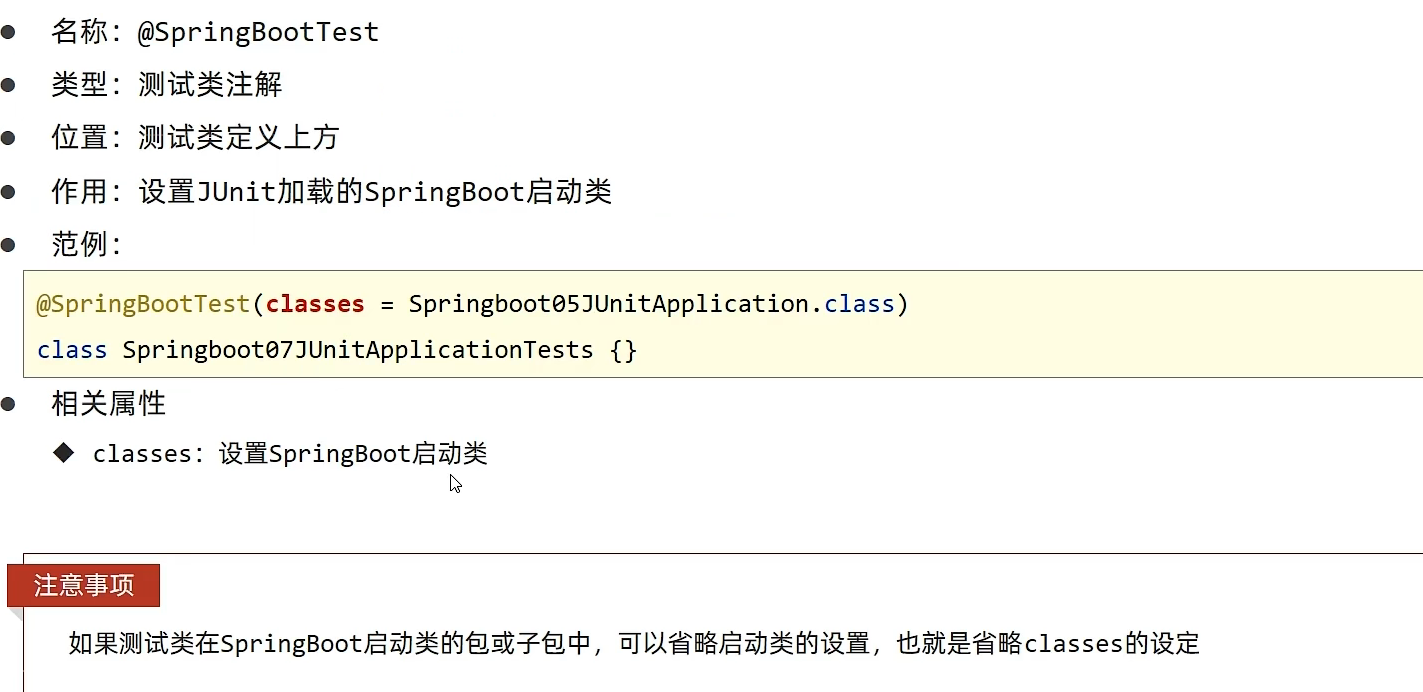 名称：@SpringBootTest
类型：测试类注解
位置：测试类定义上方
作用：设置JUnit加载的SpringBoot启动类
范例：
@SpringBootTest(classes = Springboot05JUnitApplication.class)
class Springboot07JUnitApplicationTests {}
相关属性
classes：设置SpringBoot启动类
注意事项
如果测试类在SpringBoot启动类的包或子包中，可以省略启动类的设置，也就是省略classes的设定